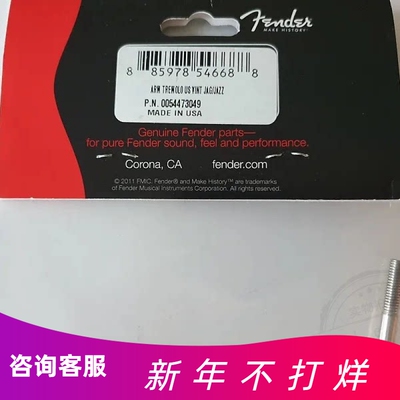 Fender
MAKE HISTORY™
8 85978 54668 8
ARM TREMOLO US VINT JAG/JAZZ
P.N. 0054473049
MADE IN USA
Genuine Fender parts—
for pure Fender sound, feel and performance.
Corona, CA fender.com
© 2011 FMIC. Fender® and Make History™ are trademarks
of Fender Musical Instruments Corporation. All rights reserved.
咨询客服 新年不打烊